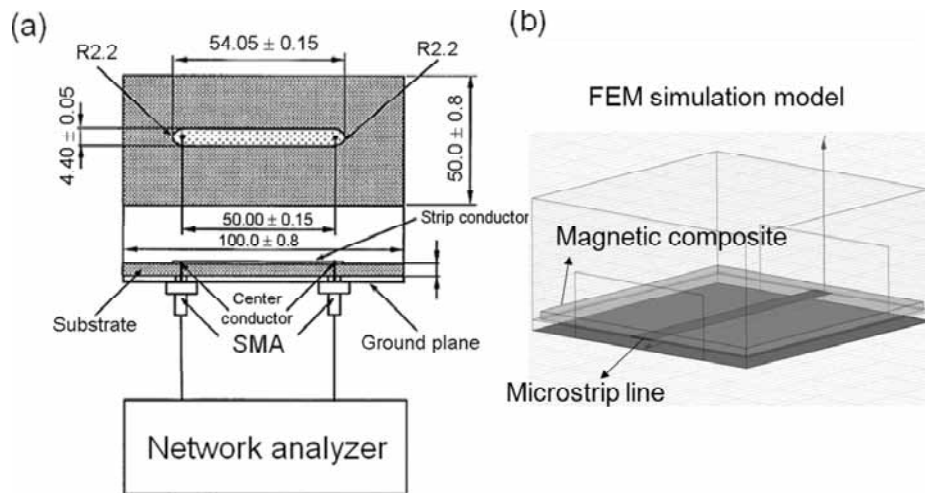 (a)
54.05 ± 0.15
R2.2
R2.2
4.40 ± 0.05
50.0 ± 0.8
50.00 ± 0.15
Strip conductor
100.0 ± 0.8
Substrate
Center
conductor
SMA
Ground plane
Network analyzer
(b)
FEM simulation model
Magnetic composite
Microstrip line